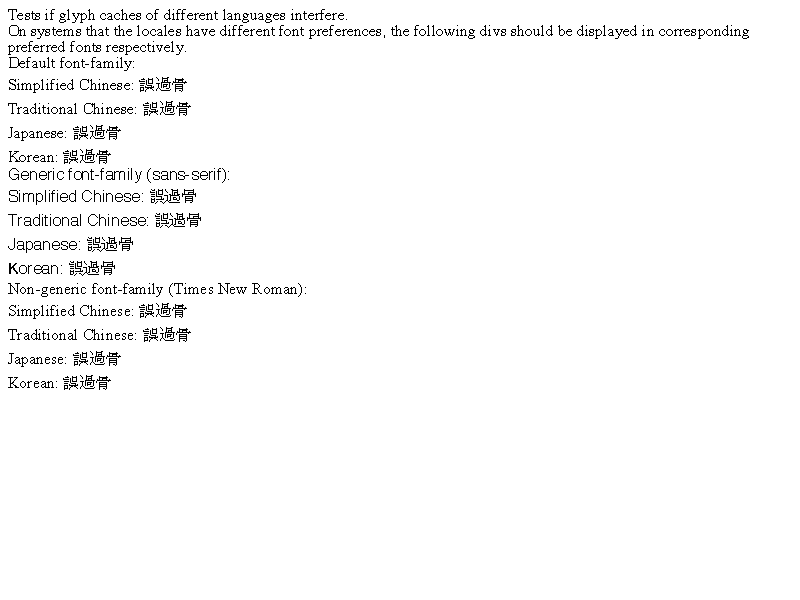 Tests if glyph caches of different languages interfere.
On systems that the locales have different font preferences, the following divs should be displayed in corresponding
preferred fonts respectively.
Default font-family:
Simplified Chinese: 誤過骨
Traditional Chinese: 誤過骨
Japanese: 誤過骨
Korean: 誤過骨
Generic font-family (sans-serif):
Simplified Chinese: 誤過骨
Traditional Chinese: 誤過骨
Japanese: 誤過骨
Korean: 誤過骨
Non-generic font-family (Times New Roman):
Simplified Chinese: 誤過骨
Traditional Chinese: 誤過骨
Japanese: 誤過骨
Korean: 誤過骨